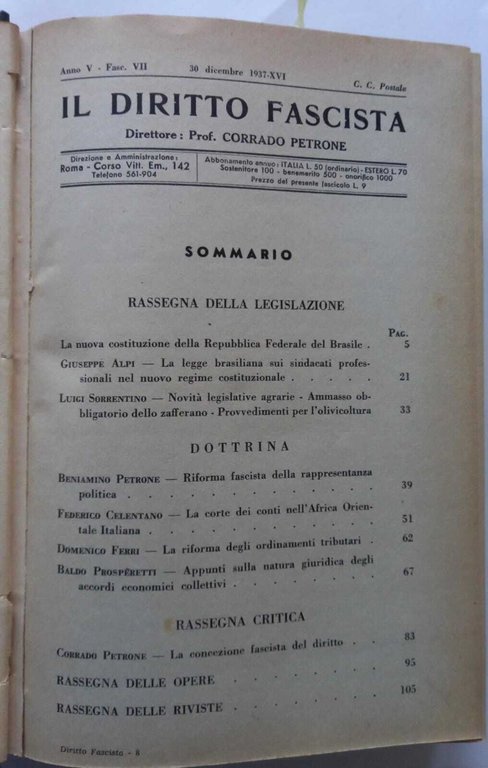 Anno V - Fasc. VII 30 dicembre 1937-XVI C. C. Postale
IL DIRITTO FASCISTA
Direttore: Prof. CORRADO PETRONE
Direzione e Amministrazione:
Roma - Corso Vitt. Em., 142
Telefono 561-904
Abbonamento annuo: ITALIA L. 50 (ordinario) - ESTERO L. 70
Sostenitore 100 - benemerito 500 - onorifico 1000
Prezzo del presente fascicolo L. 9
SOMMARIO
RASSEGNA DELLA LEGISLAZIONE
PAG.
La nuova costituzione della Repubblica Federale del Brasile . 5
GIUSEPPE ALPI — La legge brasiliana sui sindacati profes-
sionali nel nuovo regime costituzionale . . . . . 21
LUIGI SORRENTINO — Novità legislative agrarie - Ammasso ob-
bligatorio dello zafferano - Provvedimenti per l'olivicoltura 33
DOTTRINA
BENIAMINO PETRONE — Riforma fascista della rappresentanza
politica . . . . . . . . . . . . 39
FEDERICO CELENTANO — La corte dei conti nell'Africa Orien-
tale Italiana . . . . . . . . . . . 51
DOMENICO FERRI — La riforma degli ordinamenti tributari . 62
BALDO PROSPERETTI — Appunti sulla natura giuridica degli
accordi economici collettivi . . . . . . . 67
RASSEGNA CRITICA
CORRADO PETRONE — La concezione fascista del diritto . . 83
RASSEGNA DELLE OPERE . . . . . . . 95
RASSEGNA DELLE RIVISTE . . . . . . . 105
Diritto Fascista - 8